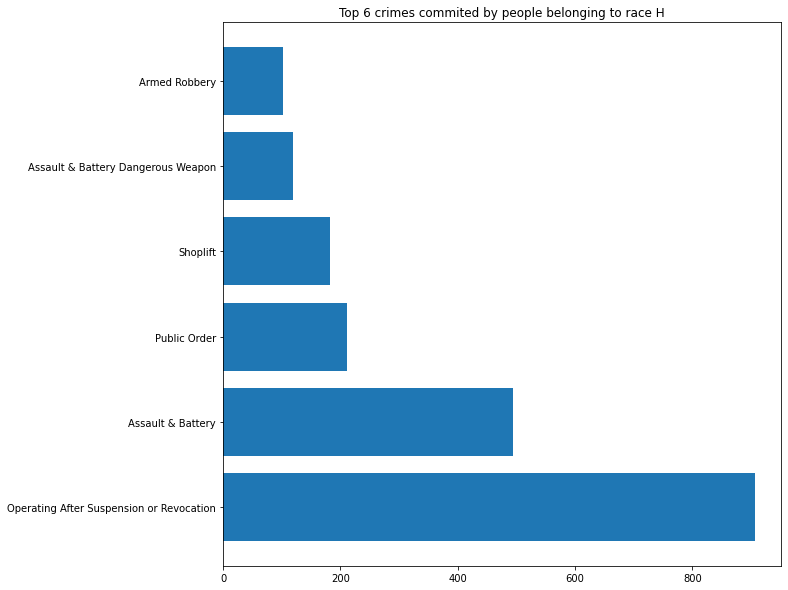 Top 6 crimes commited by people belonging to race H
Armed Robbery
Assault & Battery Dangerous Weapon
Shoplift
Public Order
Assault & Battery
Operating After Suspension or Revocation
0 200 400 600 800